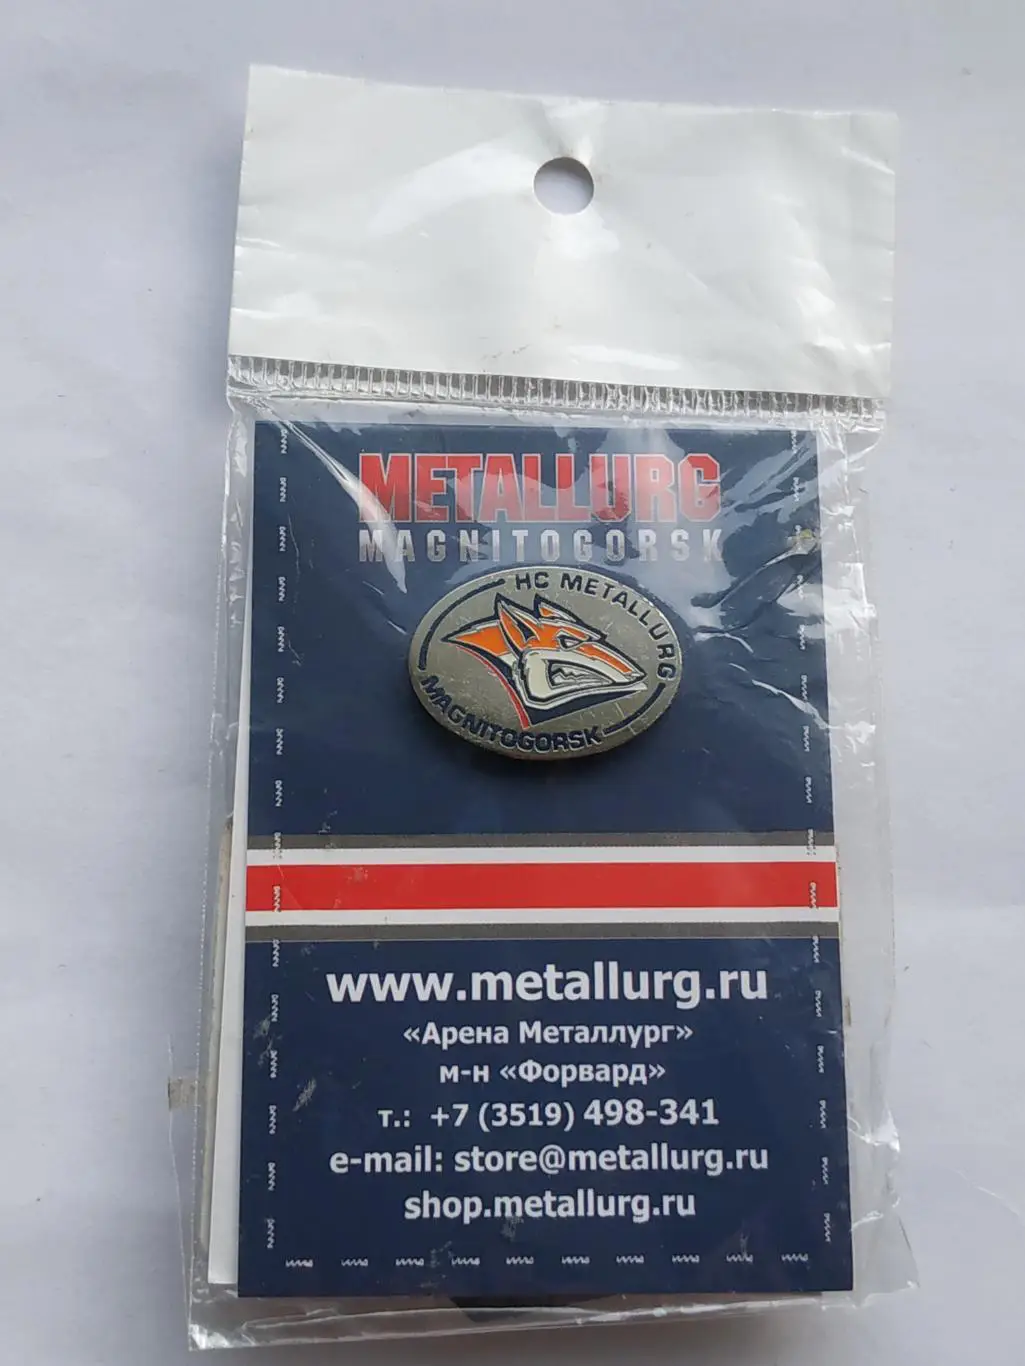 METALLURG
MAGNITOGORSK
HC METALLURG
MAGNITOGORSK
www.metallurg.ru
«Арена Металлург»
м-н «Форвард»
т.: +7 (3519) 498-341
e-mail: store@metallurg.ru
shop.metallurg.ru